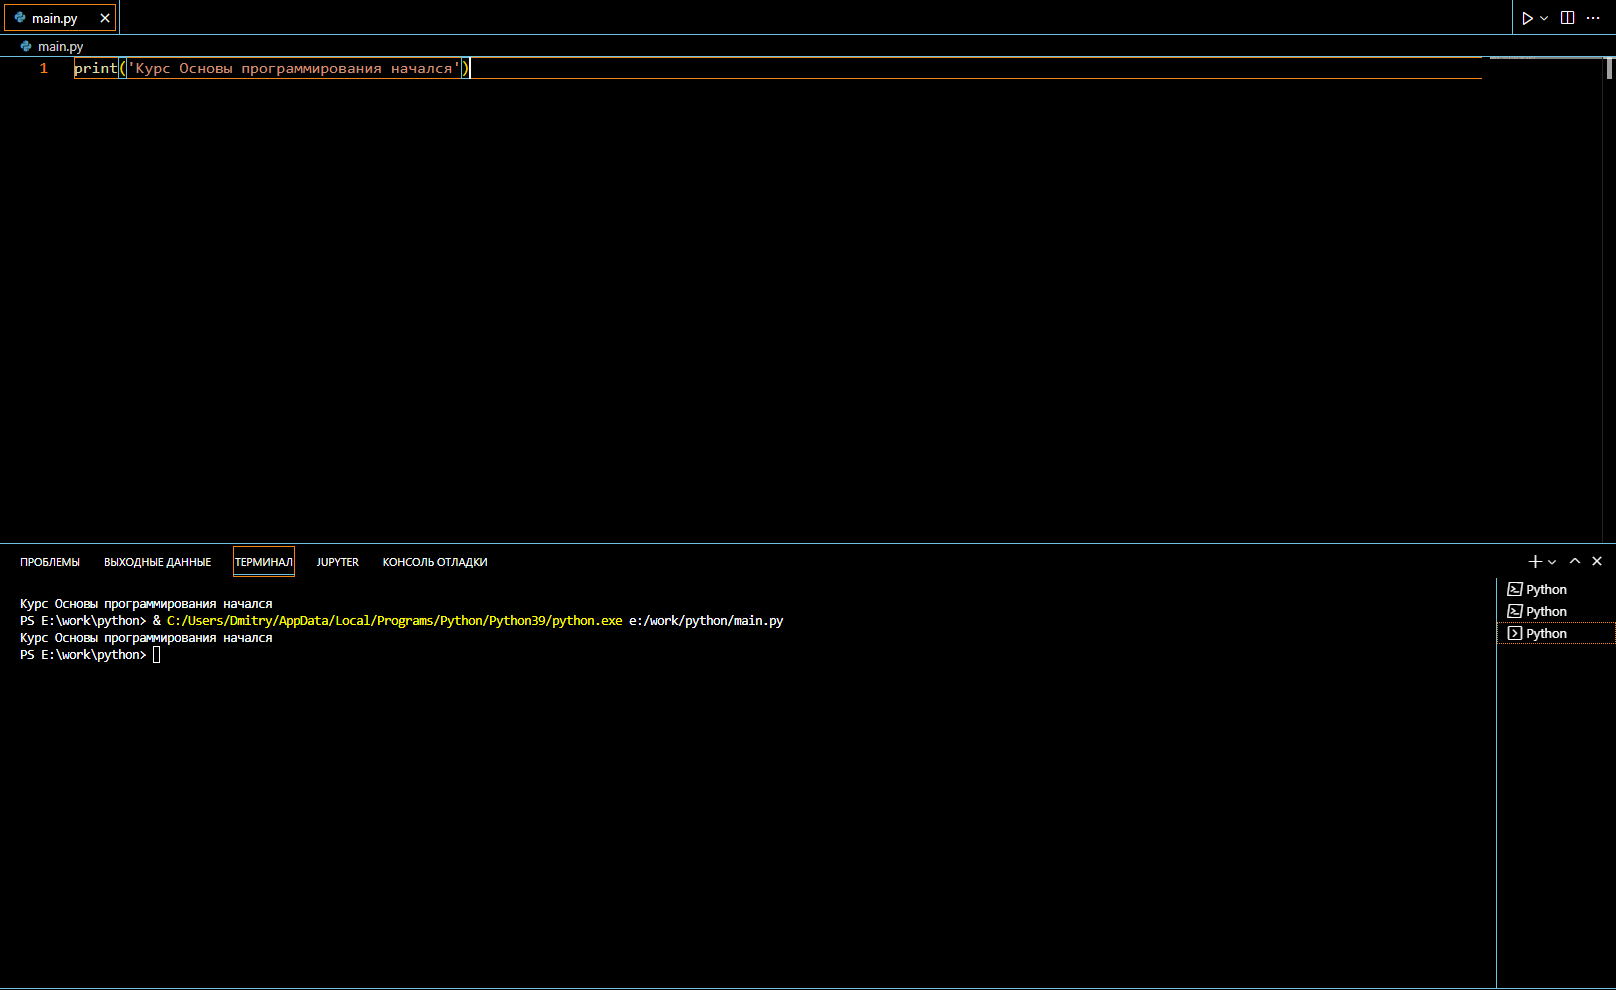 main.py
main.py
1 print('Курс Основы программирования начался')
ПРОБЛЕМЫ ВЫХОДНЫЕ ДАННЫЕ ТЕРМИНАЛ JUPYTER КОНСОЛЬ ОТЛАДКИ
Курс Основы программирования начался
PS E:\work\python> & C:/Users/Dmitry/AppData/Local/Programs/Python/Python39/python.exe e:/work/python/main.py
Курс Основы программирования начался
PS E:\work\python>
Python
Python
Python